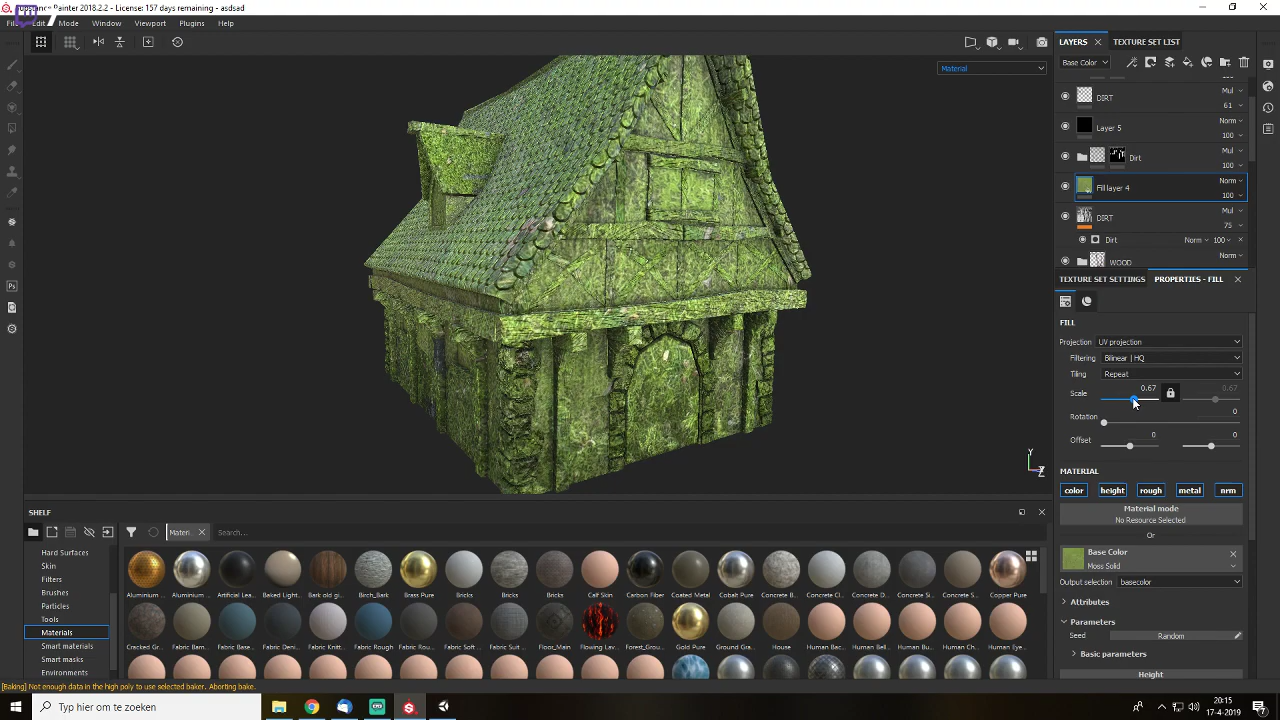 Painter 2018.2.2 - License: 157 days remaining - asdsad
Edit Mode Window Viewport Plugins Help
Material
LAYERS TEXTURE SET LIST
Base Color
DIRT Mul 61
Layer 5 Norm 100
Dirt Mul 100
Fill layer 4 Norm 100
DIRT Mul 75
Dirt Norm 100
WOOD Norm
TEXTURE SET SETTINGS PROPERTIES - FILL
FILL
Projection UV projection
Filtering Bilinear | HQ
Tiling Repeat
Scale 0.67 0.67
Rotation 0
Offset 0 0
MATERIAL
color height rough metal nrm
Material mode
No Resource Selected
Or
Base Color
Moss Solid
Output selection basecolor
Attributes
Parameters
Seed Random
Basic parameters
Height
Y
Z
SHELF
Materi... Search...
Hard Surfaces
Skin
Filters
Brushes
Particles
Tools
Materials
Smart materials
Smart masks
Environments
Aluminium ... Aluminium ... Artificial Lea... Baked Light... Bark old gi... Birch_Bark Brass Pure Bricks Bricks Bricks Calf Skin Carbon Fiber Coated Metal Cobalt Pure Concrete B... Concrete Cl... Concrete D... Concrete Si... Concrete S... Copper Pure
Cracked Gr... Fabric Bam... Fabric Base... Fabric Deni... Fabric Knitt... Fabric Rough Fabric Rou... Fabric Soft ... Fabric Suit ... Floor_Main Flowing Lav... Forest_Grou... Gold Pure Ground Gra... House Human Bac... Human Bell... Human Bu... Human Ch... Human Eye...
[Baking] Not enough data in the high poly to use selected baker. Aborting bake.
Typ hier om te zoeken
20:15
17-4-2019